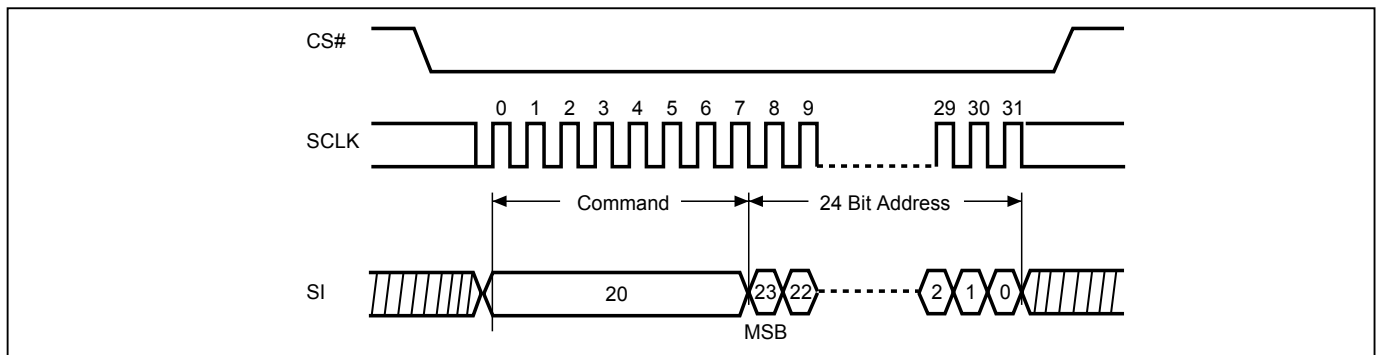 CS#
0 1 2 3 4 5 6 7 8 9 29 30 31
SCLK
Command 24 Bit Address
SI 20 23 22 2 1 0
MSB